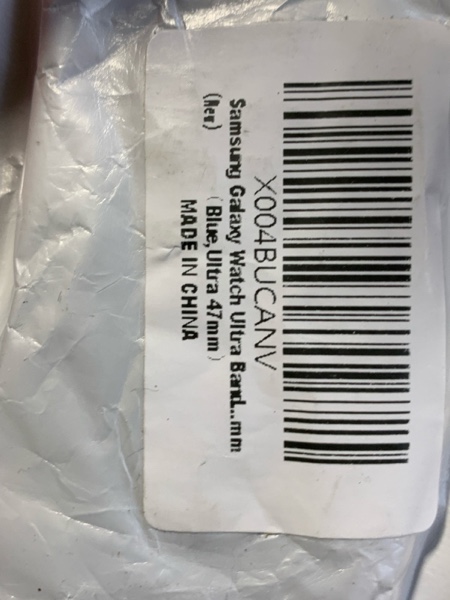 X004BUCANV
Samsung Galaxy Watch Ultra Band...mm
(Blue,Ultra 47mm)
(New)
MADE IN CHINA